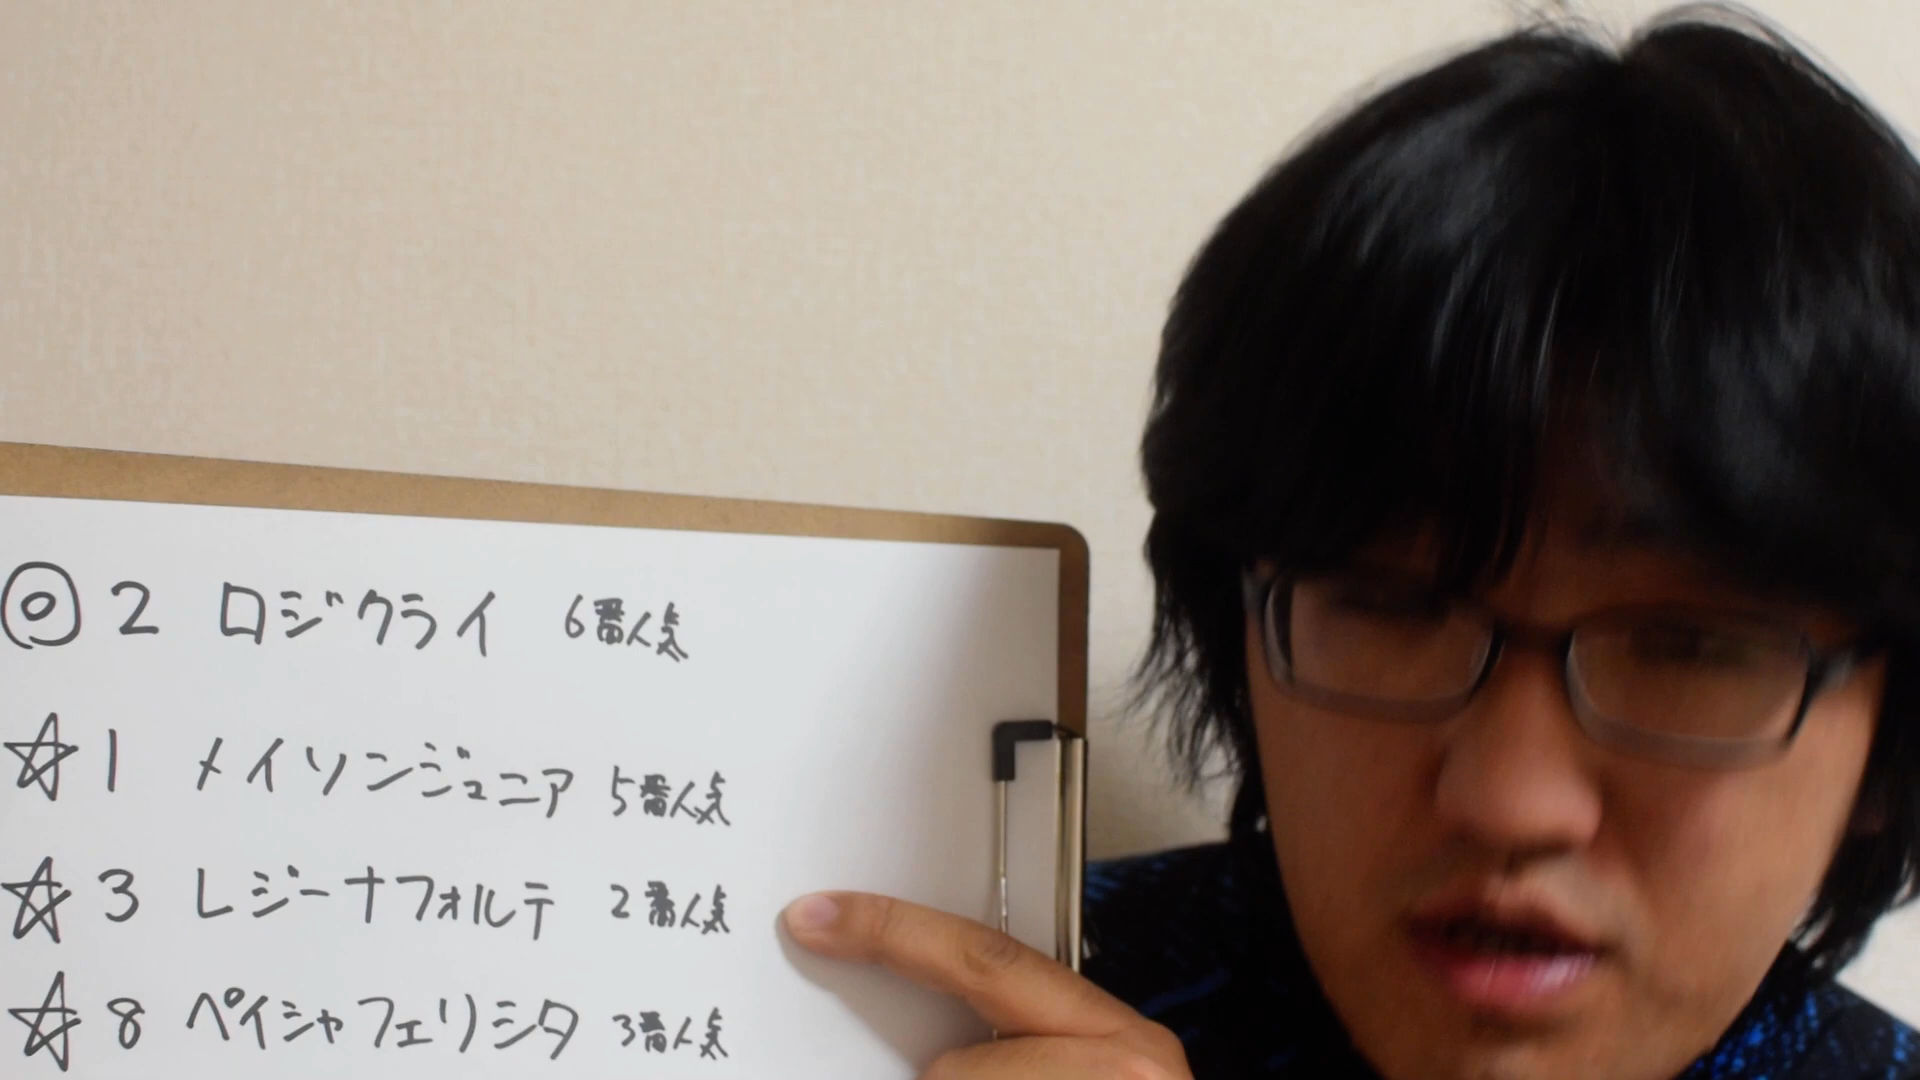 ◎ 2 ロジクライ 6番人気
☆ 1 メイソンジュニア 5番人気
☆ 3 レジーナフォルテ 2番人気
☆ 8 ペイシャフェリシタ 3番人気